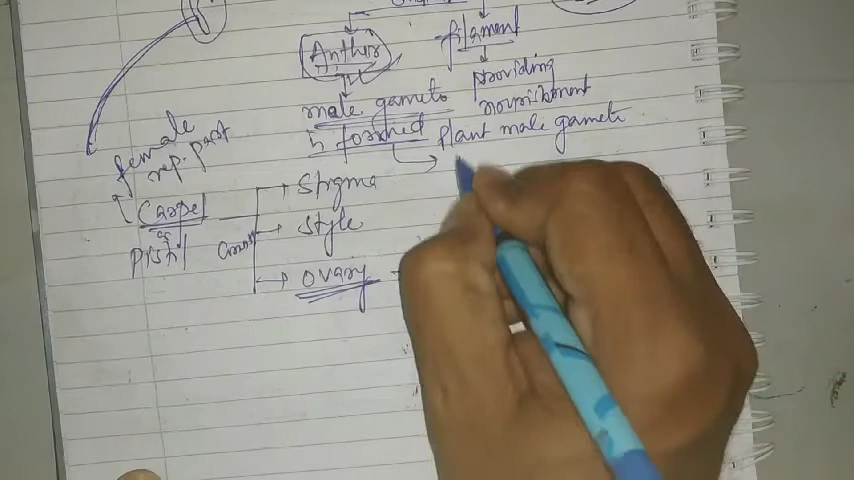 Anther
filament
providing
nourishment
male gamete
is formed
Plant male gamete
female
rep. part
Carpel
or
Pistil
Stigma
Style
Ovary